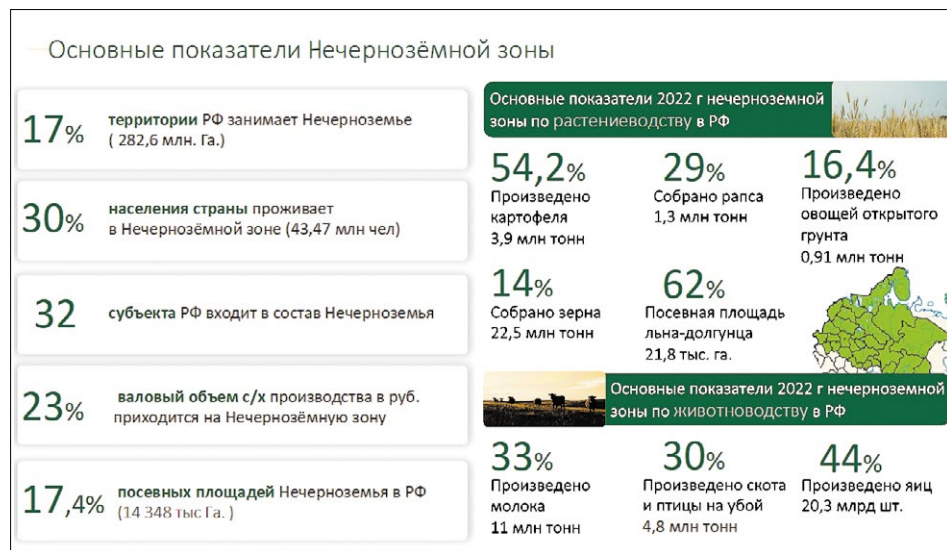 Основные показатели Нечернозёмной зоны
17%
территории РФ занимает Нечерноземье
( 282,6 млн. Га.)
30%
населения страны проживает
в Нечернозёмной зоне (43,47 млн чел)
32
субъекта РФ входит в состав Нечерноземья
23%
валовый объем с/х производства в руб.
приходится на Нечернозёмную зону
17,4%
посевных площадей Нечерноземья в РФ
(14 348 тыс Га. )
Основные показатели 2022 г нечерноземной
зоны по растениеводству в РФ
54,2%
Произведено
картофеля
3,9 млн тонн
29%
Собрано рапса
1,3 млн тонн
16,4%
Произведено
овощей открытого
грунта
0,91 млн тонн
14%
Собрано зерна
22,5 млн тонн
62%
Посевная площадь
льна-долгунца
21,8 тыс. га.
Основные показатели 2022 г нечерноземной
зоны по животноводству в РФ
33%
Произведено
молока
11 млн тонн
30%
Произведено скота
и птицы на убой
4,8 млн тонн
44%
Произведено яиц
20,3 млрд шт.